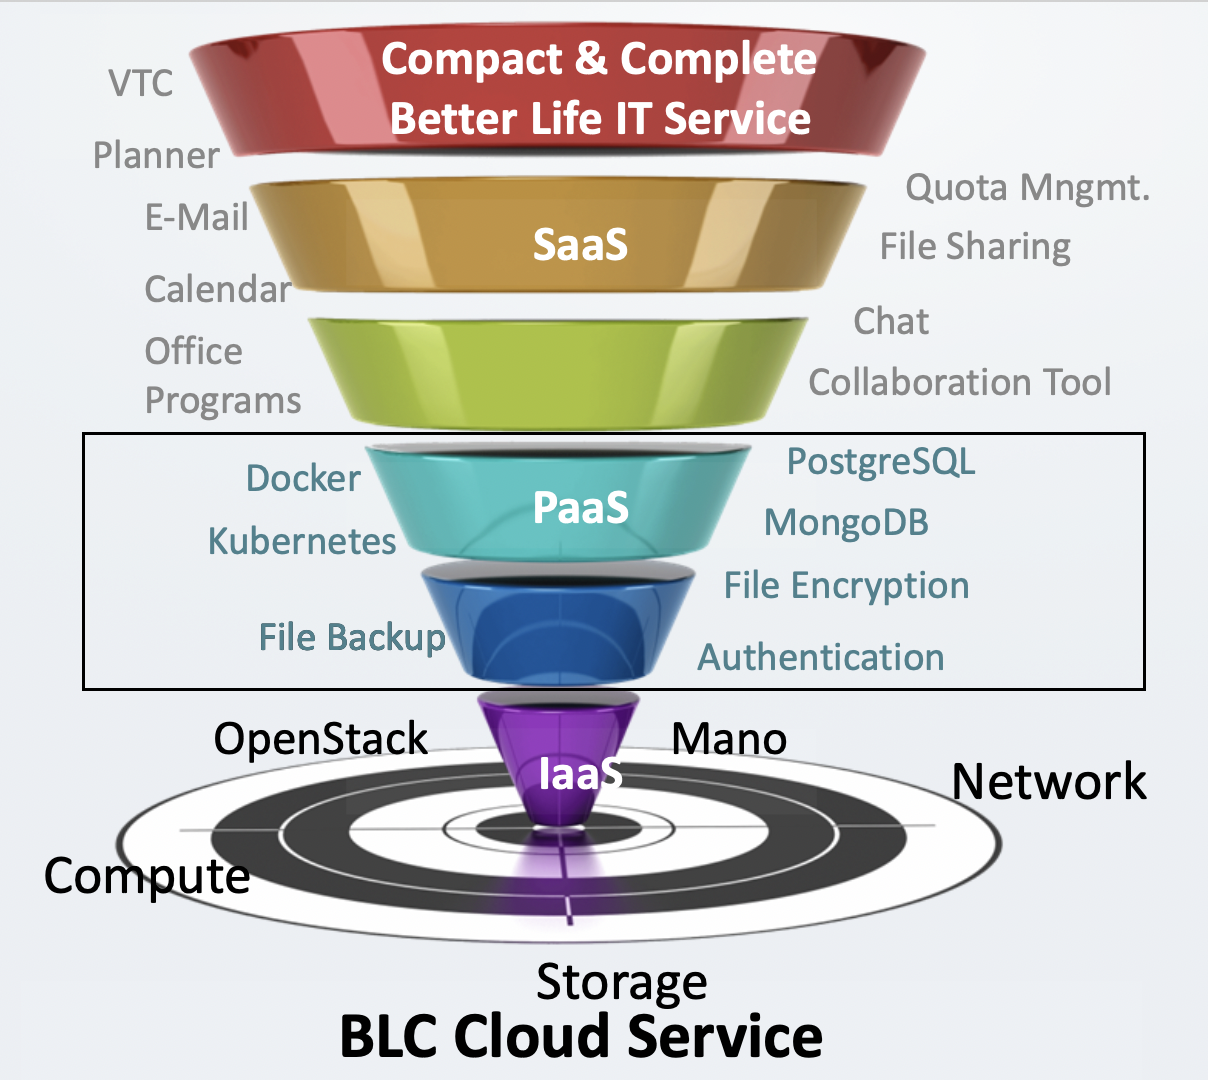 Compact & Complete
Better Life IT Service
VTC
Planner
E-Mail
Calendar
Office
Programs
SaaS
Quota Mngmt.
File Sharing
Chat
Collaboration Tool
Docker
Kubernetes
File Backup
PaaS
PostgreSQL
MongoDB
File Encryption
Authentication
OpenStack
Mano
IaaS
Network
Compute
Storage
BLC Cloud Service